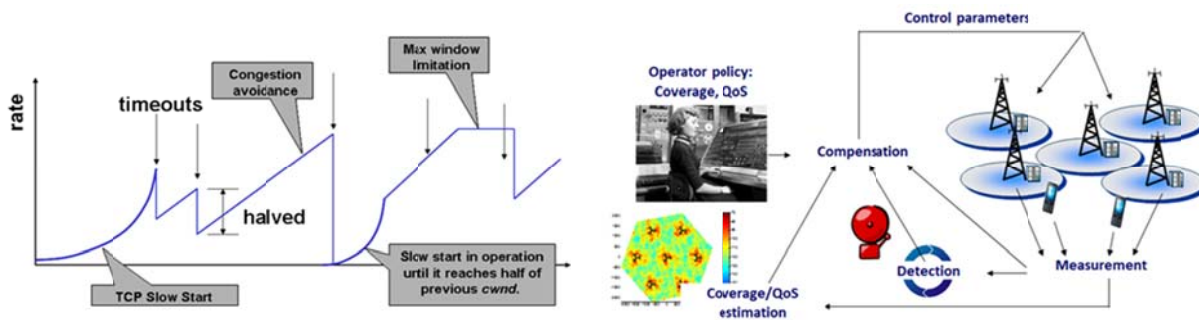 rate
timeouts
Congestion
avoicance
Max window
limitation
halved
TCP Slow Start
Slow start in operation
until it reaches half of
previous cwnd.
Control parameters
Operator policy:
Coverage, QoS
Compensation
Detection
Measurement
Coverage/QoS
estimation